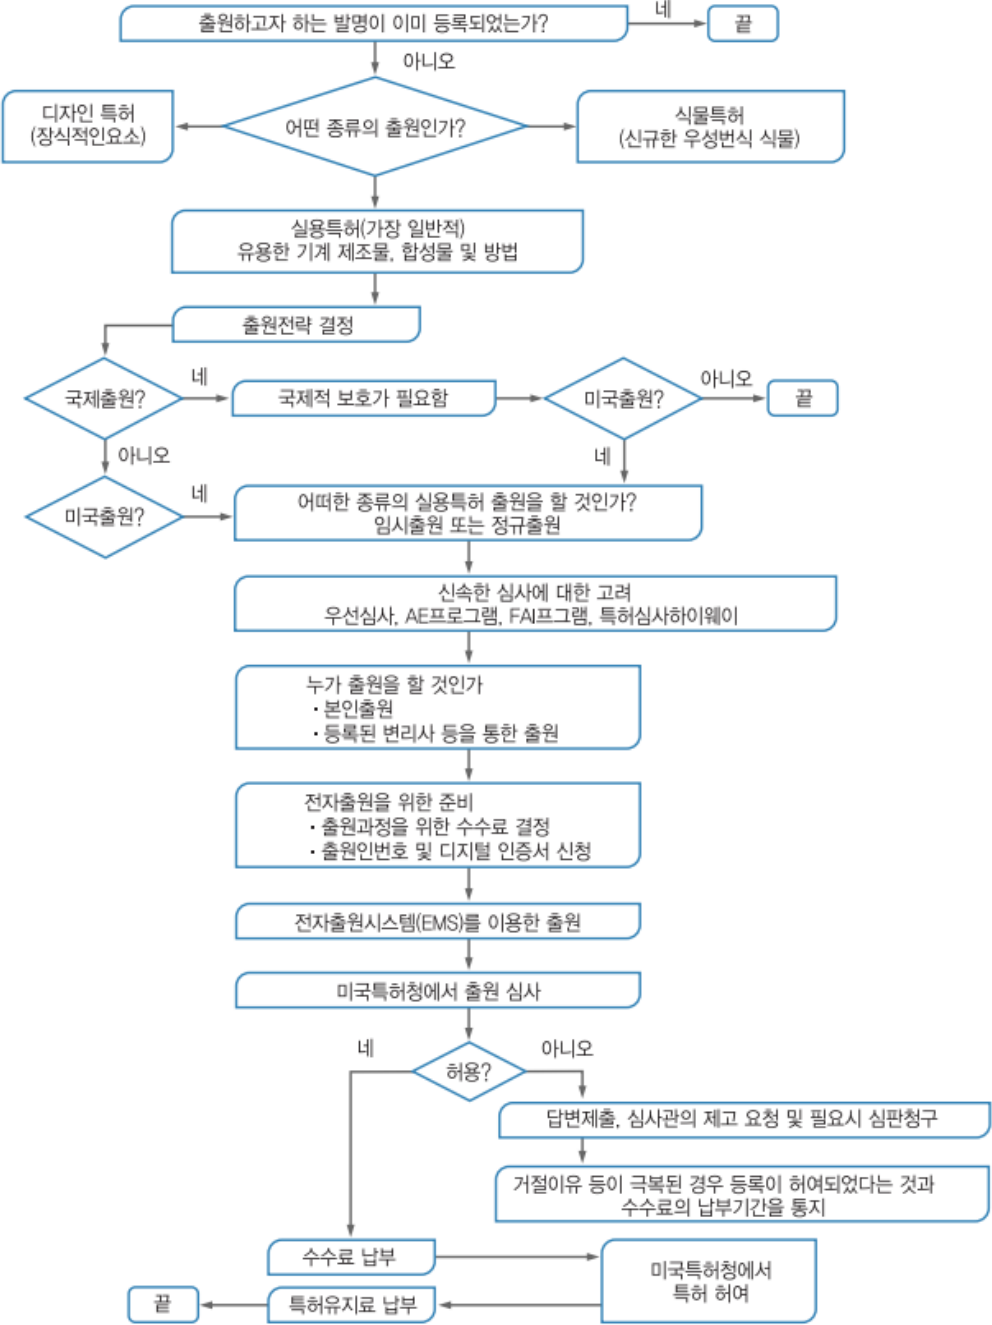 출원하고자 하는 발명이 이미 등록되었는가?
네
끝
아니오
디자인 특허
(장식적인요소)
어떤 종류의 출원인가?
식물특허
(신규한 우성번식 식물)
실용특허(가장 일반적)
유용한 기계 제조물, 합성물 및 방법
출원전략 결정
국제출원?
네
국제적 보호가 필요함
미국출원?
아니오
끝
아니오
네
미국출원?
네
어떠한 종류의 실용특허 출원을 할 것인가?
임시출원 또는 정규출원
신속한 심사에 대한 고려
우선심사, AE프로그램, FAI프그램, 특허심사하이웨이
누가 출원을 할 것인가
· 본인출원
· 등록된 변리사 등을 통한 출원
전자출원을 위한 준비
· 출원과정을 위한 수수료 결정
· 출원인번호 및 디지털 인증서 신청
전자출원시스템(EMS)를 이용한 출원
미국특허청에서 출원 심사
네
허용?
아니오
답변제출, 심사관의 제고 요청 및 필요시 심판청구
거절이유 등이 극복된 경우 등록이 허여되었다는 것과
수수료의 납부기간을 통지
수수료 납부
미국특허청에서
특허 허여
끝
특허유지료 납부